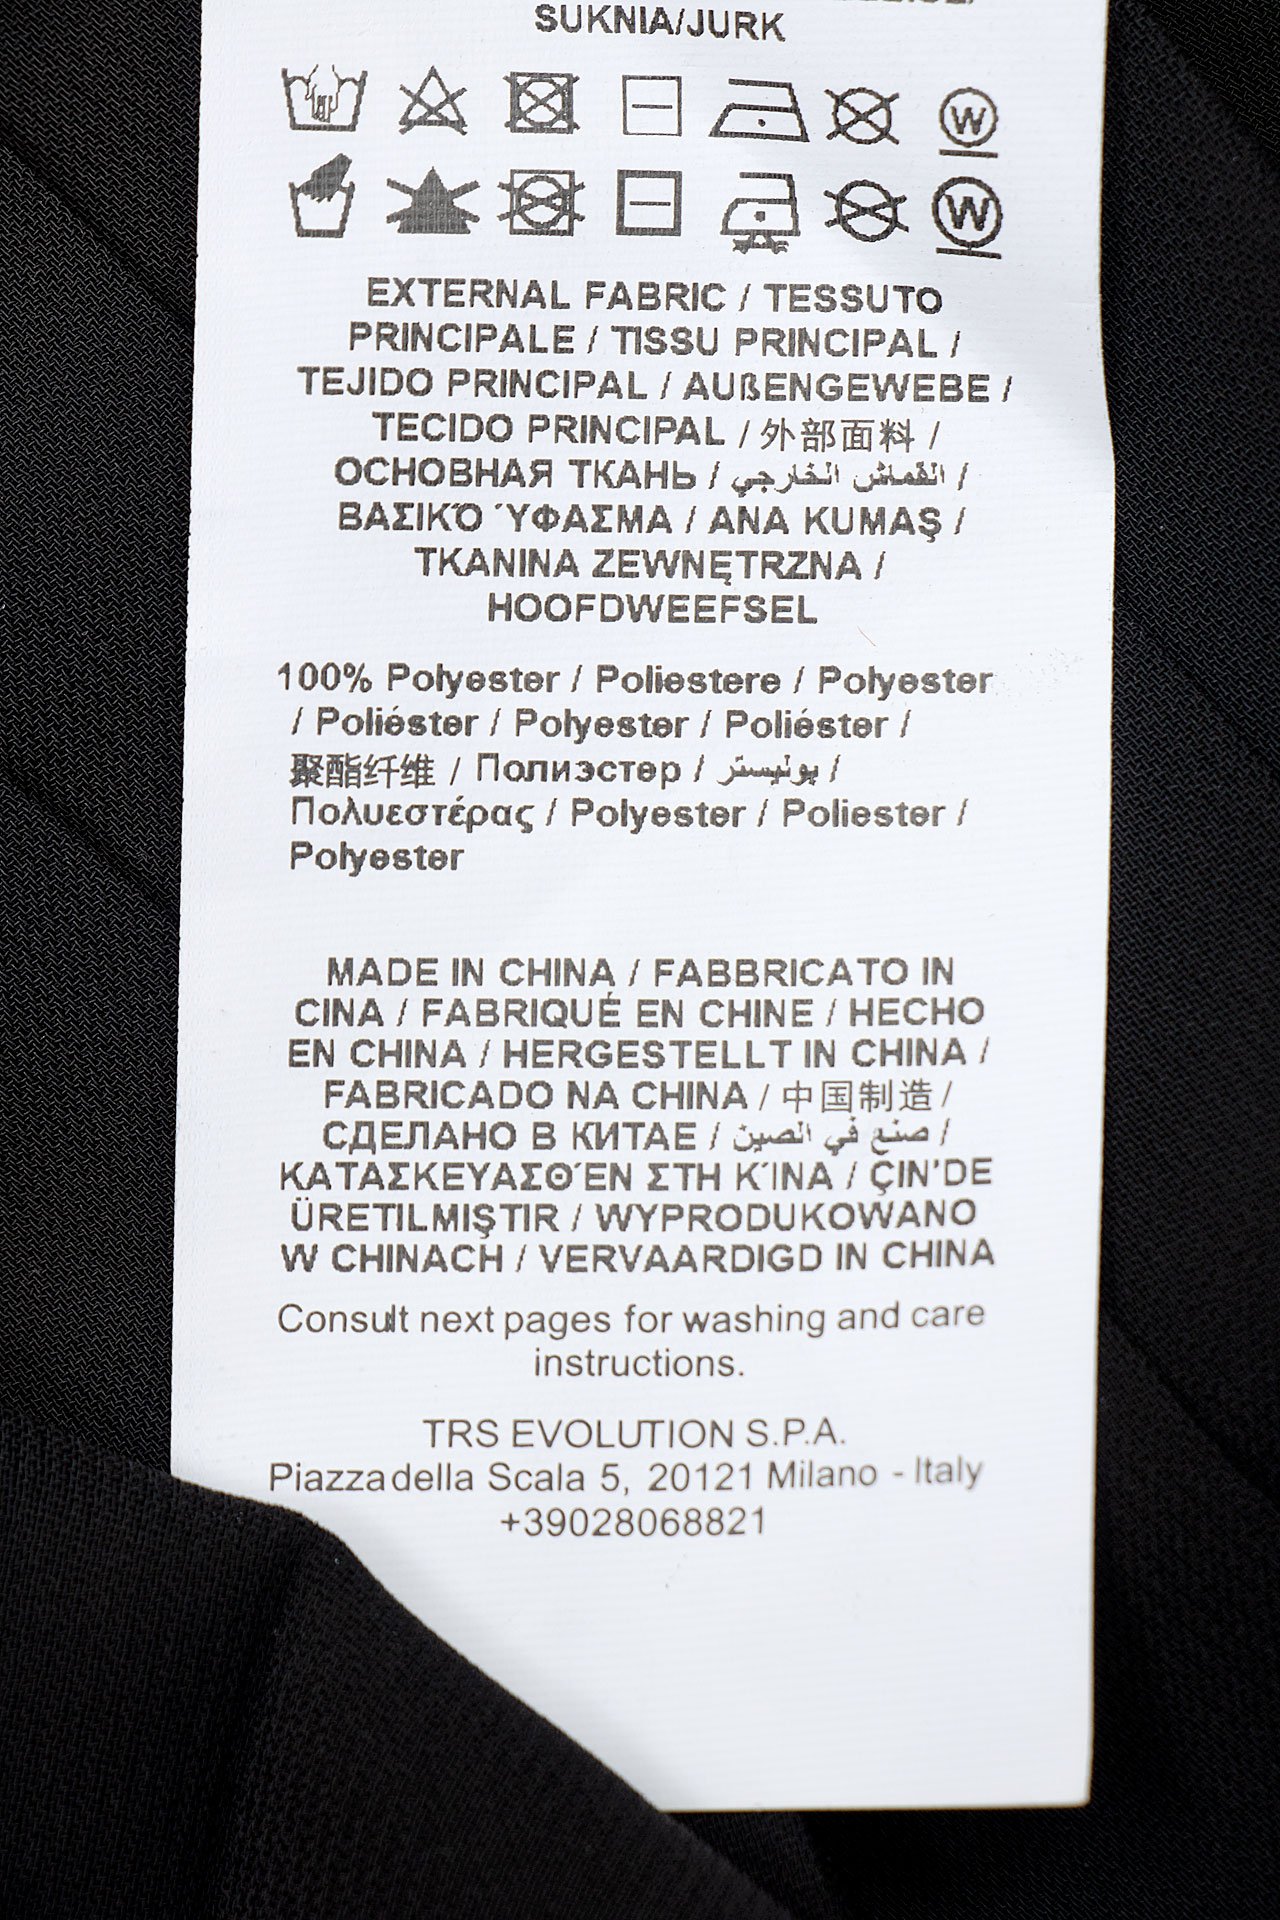 SUKNIA/JURK
W W
EXTERNAL FABRIC / TESSUTO
PRINCIPALE / TISSU PRINCIPAL /
TEJIDO PRINCIPAL / AUßENGEWEBE /
TECIDO PRINCIPAL / 外部面料 /
ОСНОВНАЯ ТКАНЬ / القماش الخارجي /
ΒΑΣΙΚΌ ΎΦΑΣΜΑ / ANA KUMAŞ /
TKANINA ZEWNĘTRZNA /
HOOFDWEEFSEL
100% Polyester / Poliestere / Polyester
/ Poliéster / Polyester / Poliéster /
聚酯纤维 / Полиэстер / بوليستر /
Πολυεστέρας / Polyester / Poliester /
Polyester
MADE IN CHINA / FABBRICATO IN
CINA / FABRIQUÉ EN CHINE / HECHO
EN CHINA / HERGESTELLT IN CHINA /
FABRICADO NA CHINA / 中国制造 /
СДЕЛАНО В КИТАЕ / صنع في الصين /
ΚΑΤΑΣΚΕΥΑΣΘΈΝ ΣΤΗ ΚΊΝΑ / ÇIN'DE
ÜRETILMIŞTIR / WYPRODUKOWANO
W CHINACH / VERVAARDIGD IN CHINA
Consult next pages for washing and care
instructions.
TRS EVOLUTION S.P.A.
Piazza della Scala 5, 20121 Milano - Italy
+39028068821